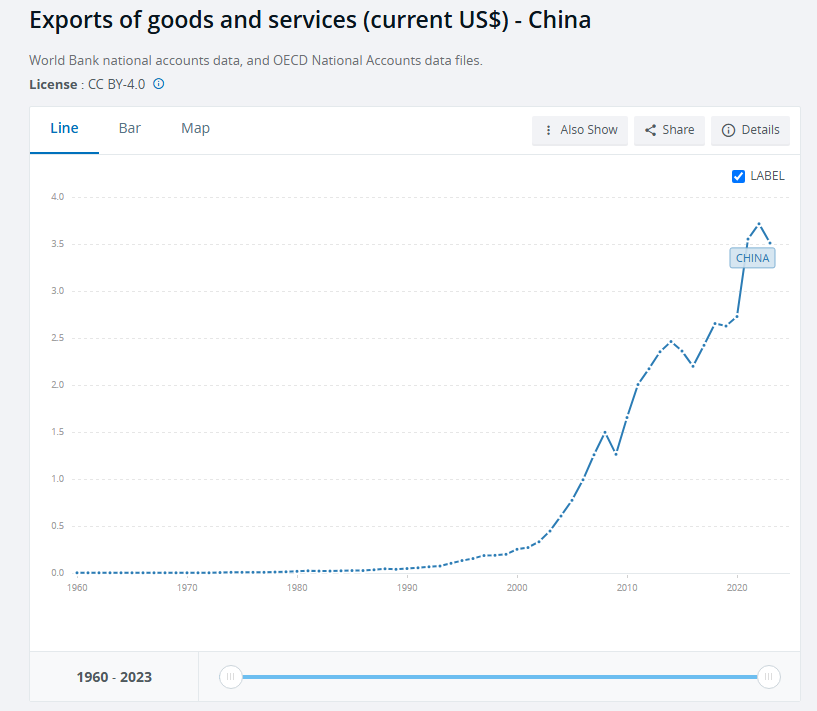 Exports of goods and services (current US$) - China
World Bank national accounts data, and OECD National Accounts data files.
License : CC BY-4.0
Line Bar Map Also Show Share Details
LABEL
4.0
3.5
CHINA
3.0
2.5
2.0
1.5
1.0
0.5
0.0
1960 1970 1980 1990 2000 2010 2020
1960 - 2023